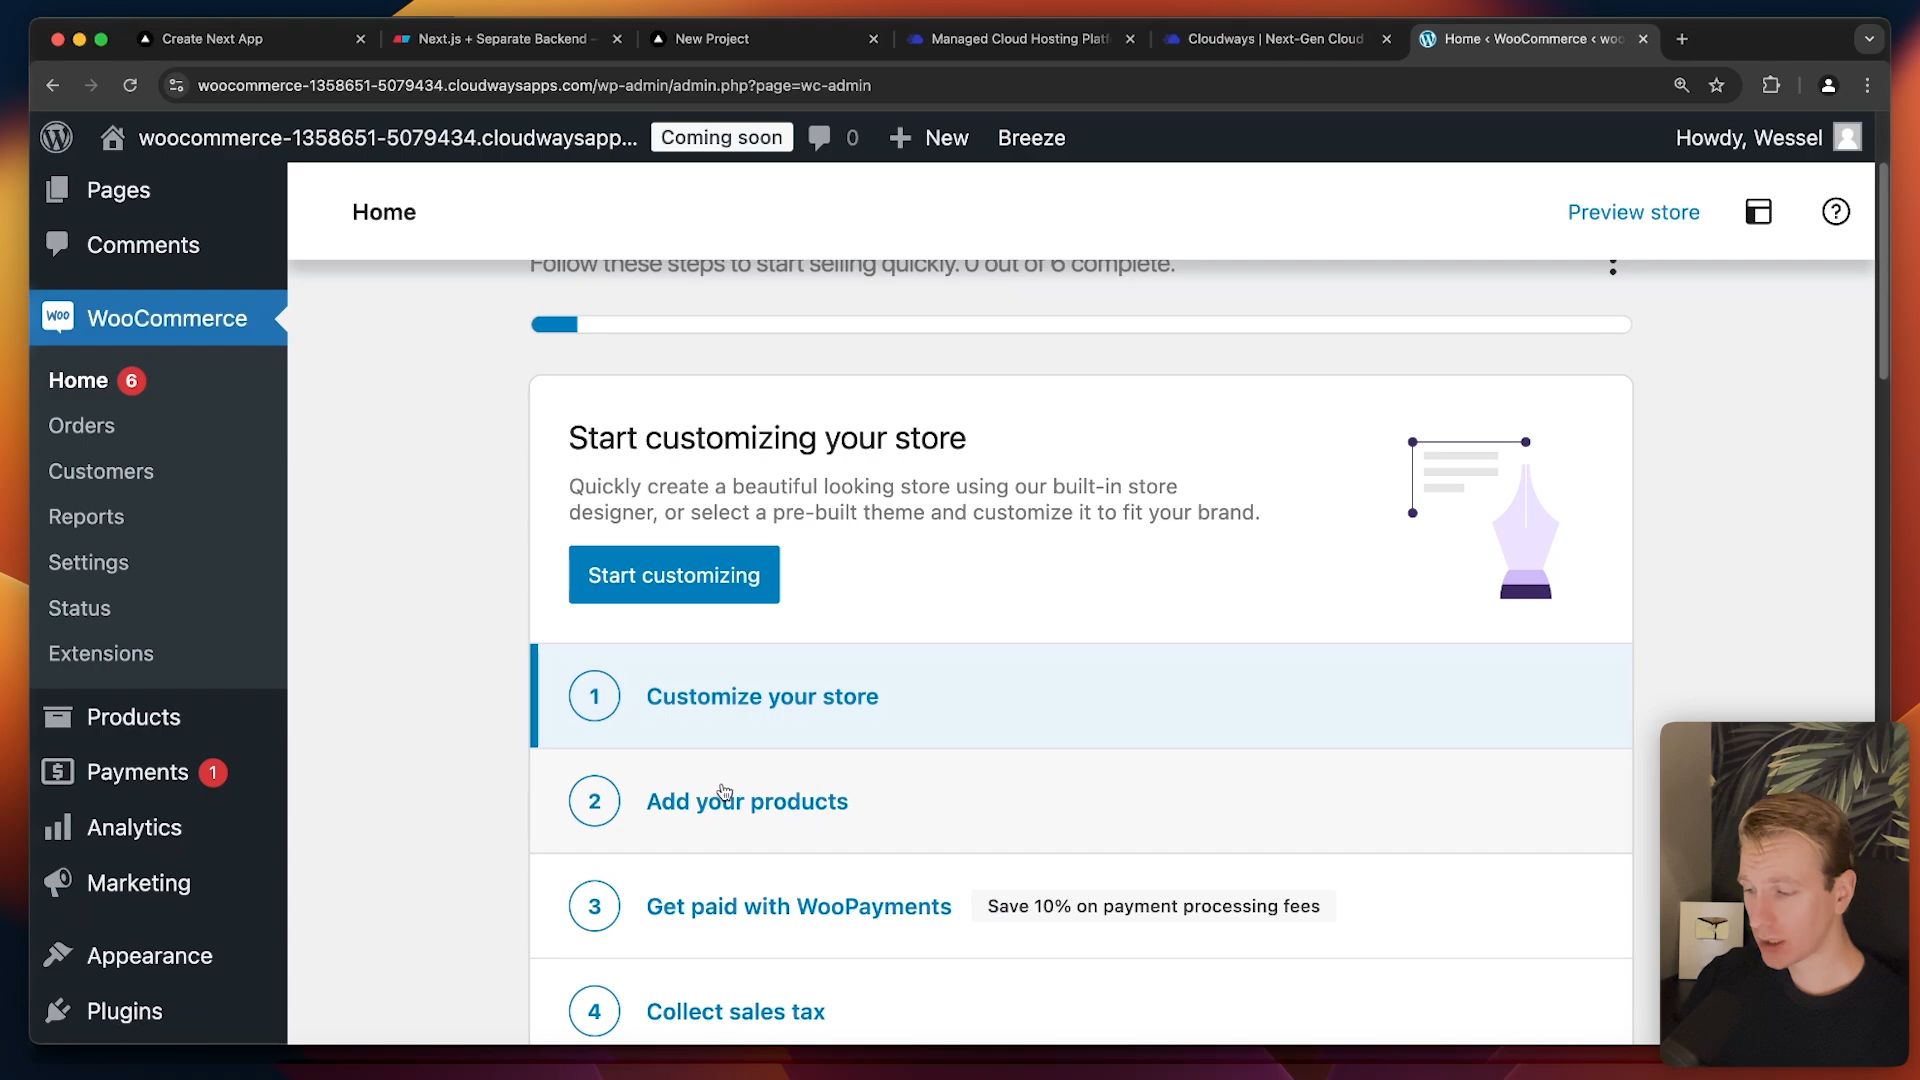 Create Next App
Next.js + Separate Backend -
New Project
Managed Cloud Hosting Platf
Cloudways | Next-Gen Cloud
Home ‹ WooCommerce ‹ woo
woocommerce-1358651-5079434.cloudwaysapps.com/wp-admin/admin.php?page=wc-admin
woocommerce-1358651-5079434.cloudwaysapp...
Coming soon
0
New
Breeze
Howdy, Wessel
Pages
Comments
Woo
WooCommerce
Home 6
Orders
Customers
Reports
Settings
Status
Extensions
Products
Payments 1
Analytics
Marketing
Appearance
Plugins
Home
Preview store
Follow these steps to start selling quickly. 0 out of 6 complete.
Start customizing your store
Quickly create a beautiful looking store using our built-in store
designer, or select a pre-built theme and customize it to fit your brand.
Start customizing
1 Customize your store
2 Add your products
3 Get paid with WooPayments Save 10% on payment processing fees
4 Collect sales tax